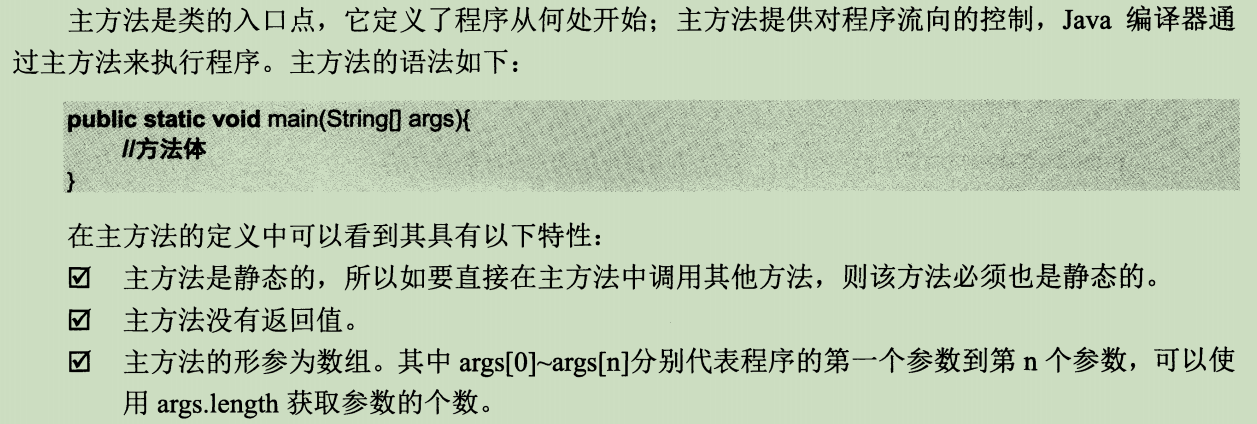 主方法是类的入口点，它定义了程序从何处开始；主方法提供对程序流向的控制，Java 编译器通
过主方法来执行程序。主方法的语法如下：
public static void main(String[] args){
//方法体
}
在主方法的定义中可以看到其具有以下特性：
☑ 主方法是静态的，所以如要直接在主方法中调用其他方法，则该方法必须也是静态的。
☑ 主方法没有返回值。
☑ 主方法的形参为数组。其中 args[0]~args[n]分别代表程序的第一个参数到第 n 个参数，可以使
用 args.length 获取参数的个数。